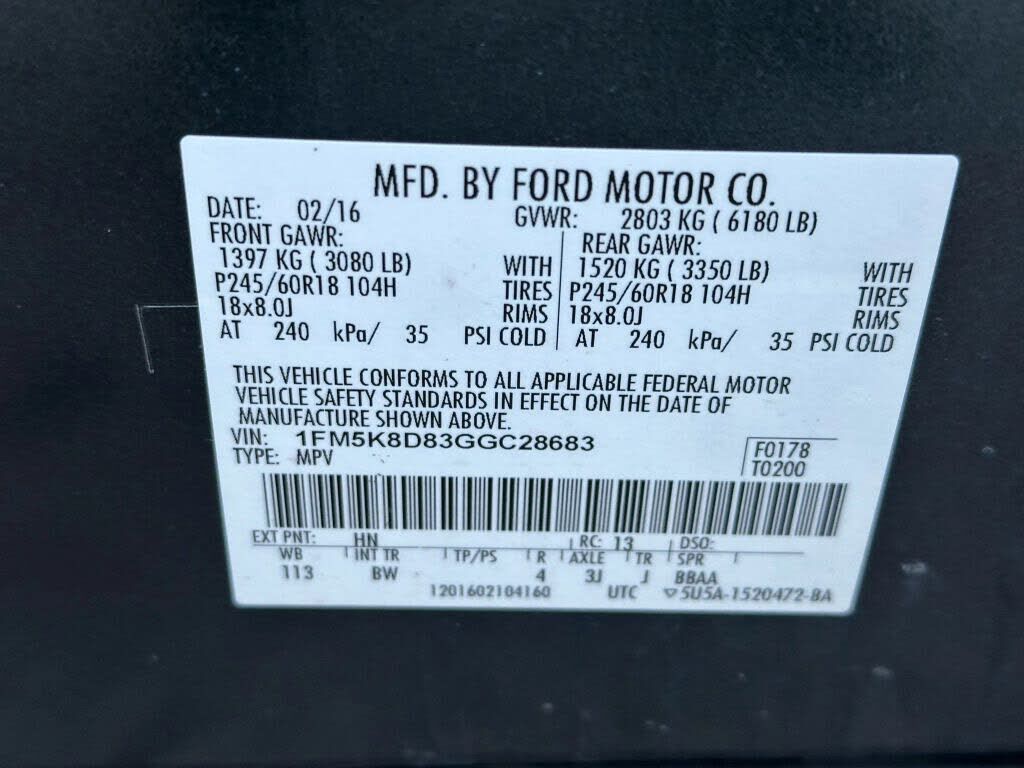 MFD. BY FORD MOTOR CO.
DATE: 02/16 GVWR: 2803 KG ( 6180 LB)
FRONT GAWR: REAR GAWR:
1397 KG ( 3080 LB) WITH 1520 KG ( 3350 LB) WITH
P245/60R18 104H TIRES P245/60R18 104H TIRES
18x8.0J RIMS 18x8.0J RIMS
AT 240 kPa/ 35 PSI COLD AT 240 kPa/ 35 PSI COLD
THIS VEHICLE CONFORMS TO ALL APPLICABLE FEDERAL MOTOR
VEHICLE SAFETY STANDARDS IN EFFECT ON THE DATE OF
MANUFACTURE SHOWN ABOVE.
VIN: 1FM5K8D83GGC28683 F0178
TYPE: MPV T0200
EXT PNT: HN RC: 13 DSO:
WB INT TR TP/PS R AXLE TR SPR
113 BW 4 3J J BBAA
1201602104160 UTC ▽5U5A-1520472-BA